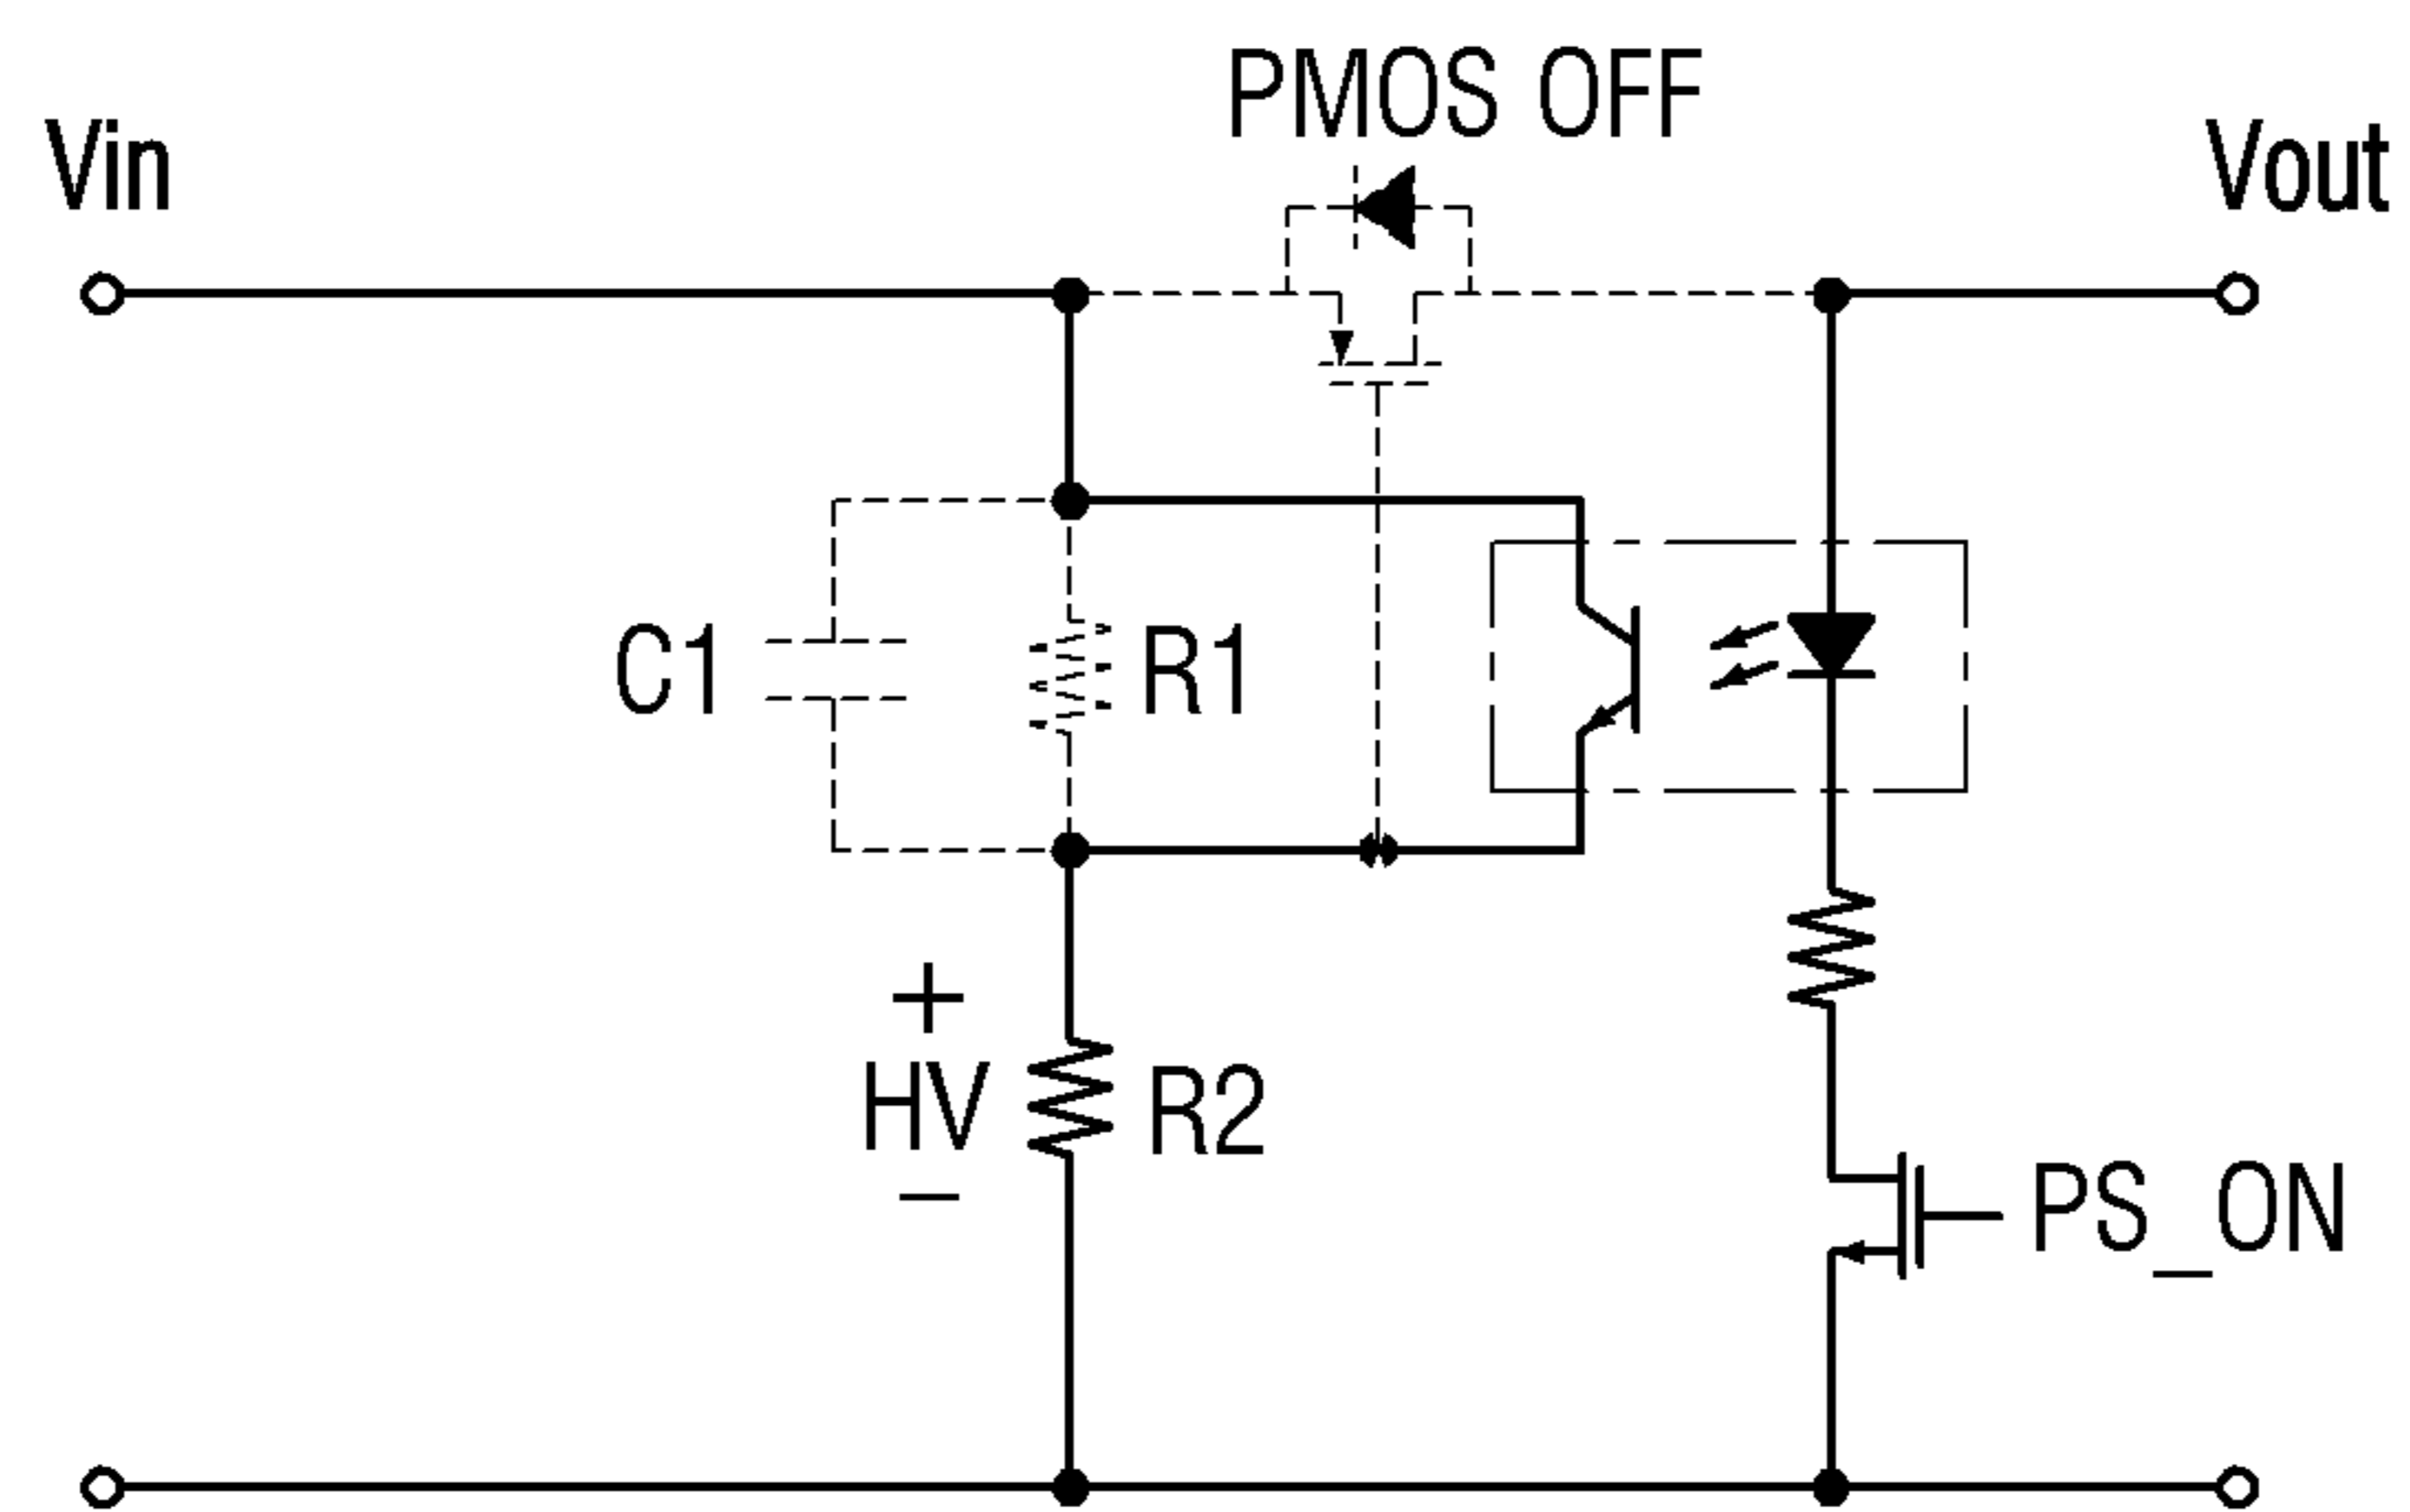 PMOS OFF
Vin
Vout
C1
R1
+
HV
R2
−
PS_ON